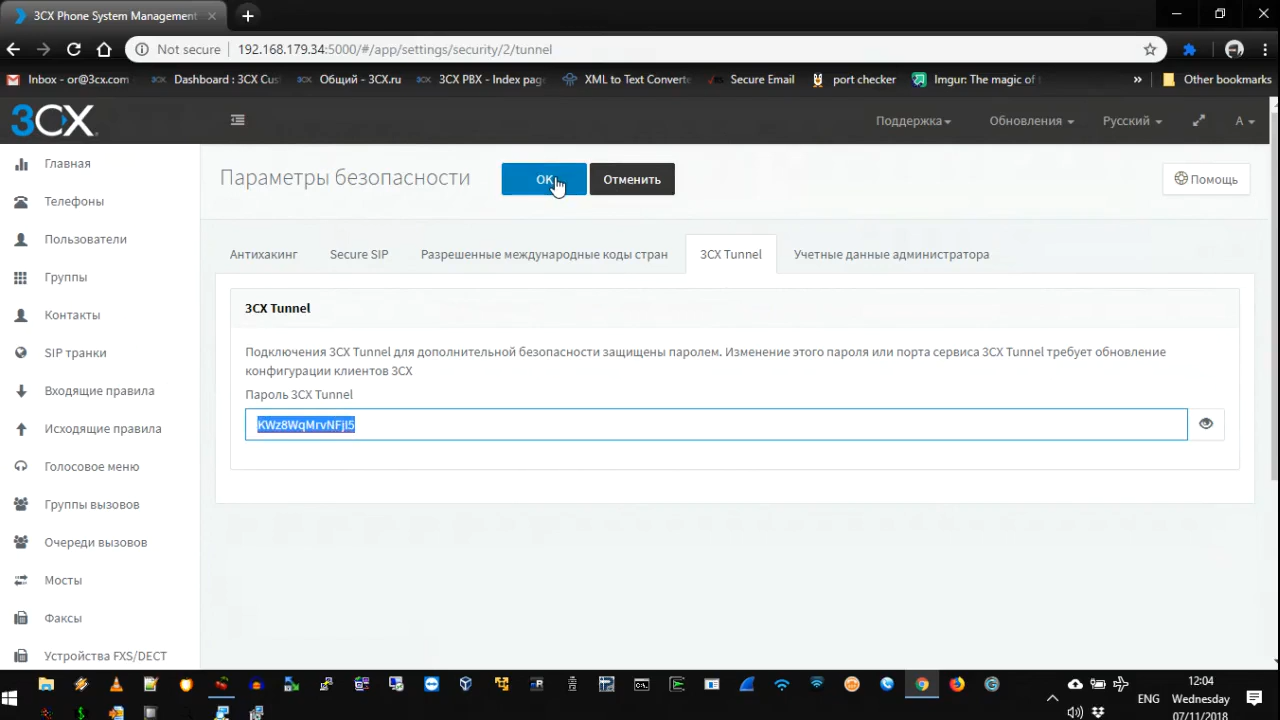 3CX Phone System Management
Not secure
192.168.179.34:5000/#/app/settings/security/2/tunnel
Inbox - or@3cx.com
Dashboard : 3CX Cus
Общий - 3CX.ru
3CX PBX - Index page
XML to Text Converte
Secure Email
port checker
Imgur: The magic of
»
Other bookmarks
3CX
Поддержка
Обновления
Русский
A
Главная
Телефоны
Пользователи
Группы
Контакты
SIP транки
Входящие правила
Исходящие правила
Голосовое меню
Группы вызовов
Очереди вызовов
Мосты
Факсы
Устройства FXS/DECT
Параметры безопасности
OK
Отменить
Помощь
Антихакинг
Secure SIP
Разрешенные международные коды стран
3CX Tunnel
Учетные данные администратора
3CX Tunnel
Подключения 3CX Tunnel для дополнительной безопасности защищены паролем. Изменение этого пароля или порта сервиса 3CX Tunnel требует обновление
конфигурации клиентов 3CX
Пароль 3CX Tunnel
12:04
ENG
Wednesday
07/11/2018